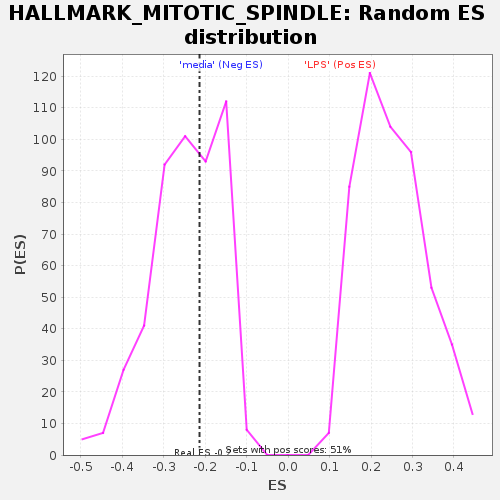 HALLMARK_MITOTIC_SPINDLE: Random ES
distribution
'media' (Neg ES)
'LPS' (Pos ES)
P(ES)
120
110
100
90
80
70
60
50
40
30
20
10
0
Real ES -0.2
Sets with pos scores: 51%
-0.5
-0.4
-0.3
-0.2
-0.1
0.0
0.1
0.2
0.3
0.4
ES